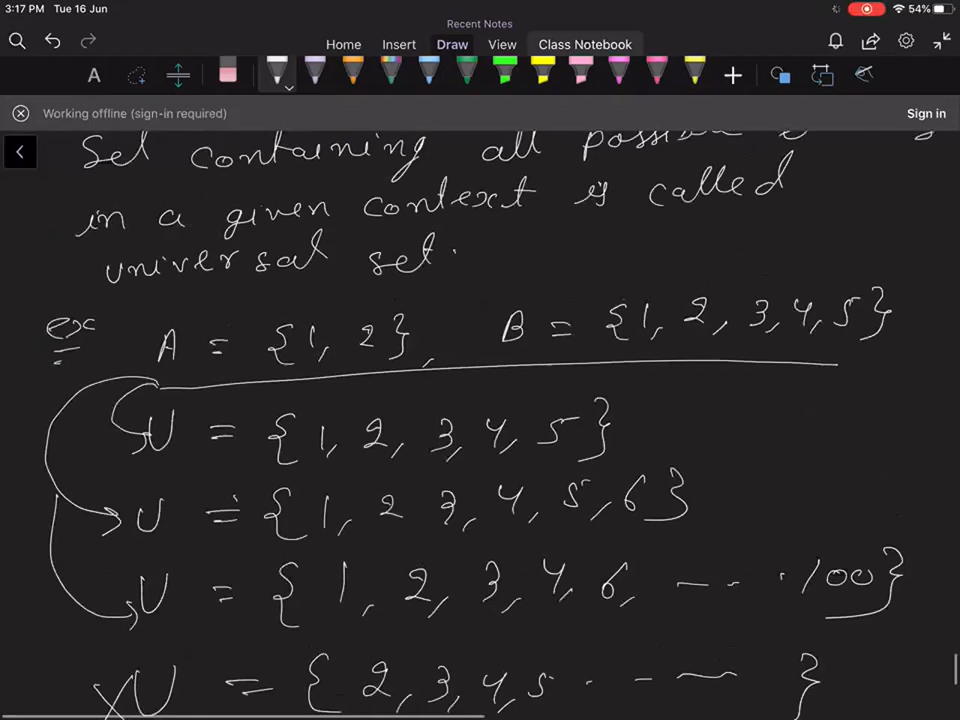 3:17 PM Tue 16 Jun
54%
Recent Notes
Home Insert Draw View Class Notebook
A
Working offline (sign-in required) Sign in
Set containing all
in a given context is called
universal set.
ex A = {1, 2}, B = {1, 2, 3, 4, 5}
U = {1, 2, 3, 4, 5}
U = {1, 2 3, 4, 5, 6}
U = {1, 2, 3, 4, 6, --- · 100}
XU = {2, 3, 4, 5 · - — }